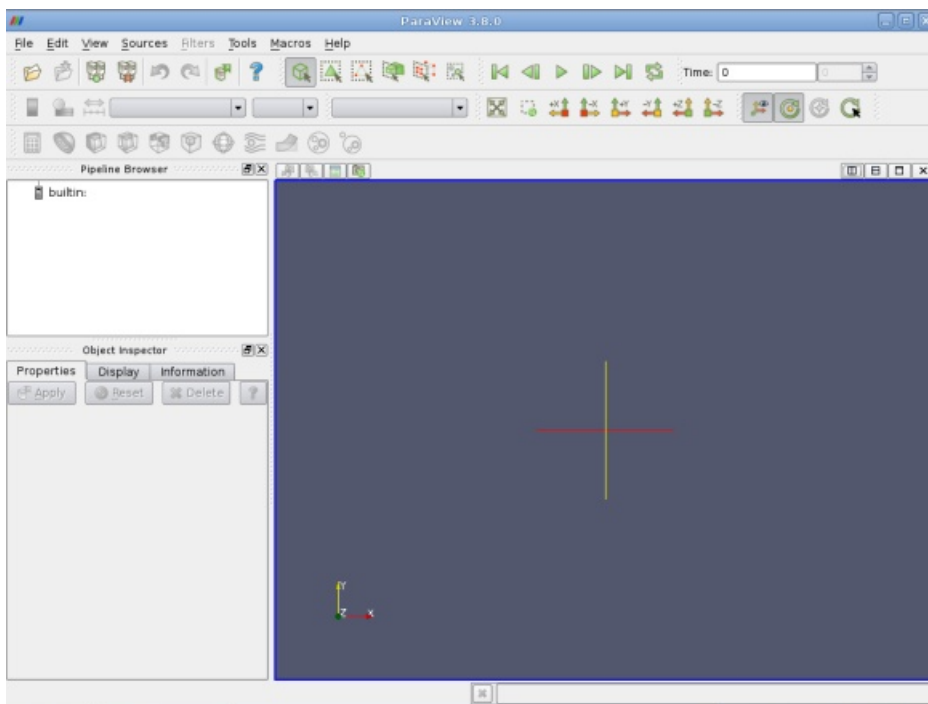 ParaView 3.8.0
File Edit View Sources Filters Tools Macros Help
Time: 0 0
Pipeline Browser
builtin:
Object Inspector
Properties Display Information
Apply Reset Delete ?
Y
Z X